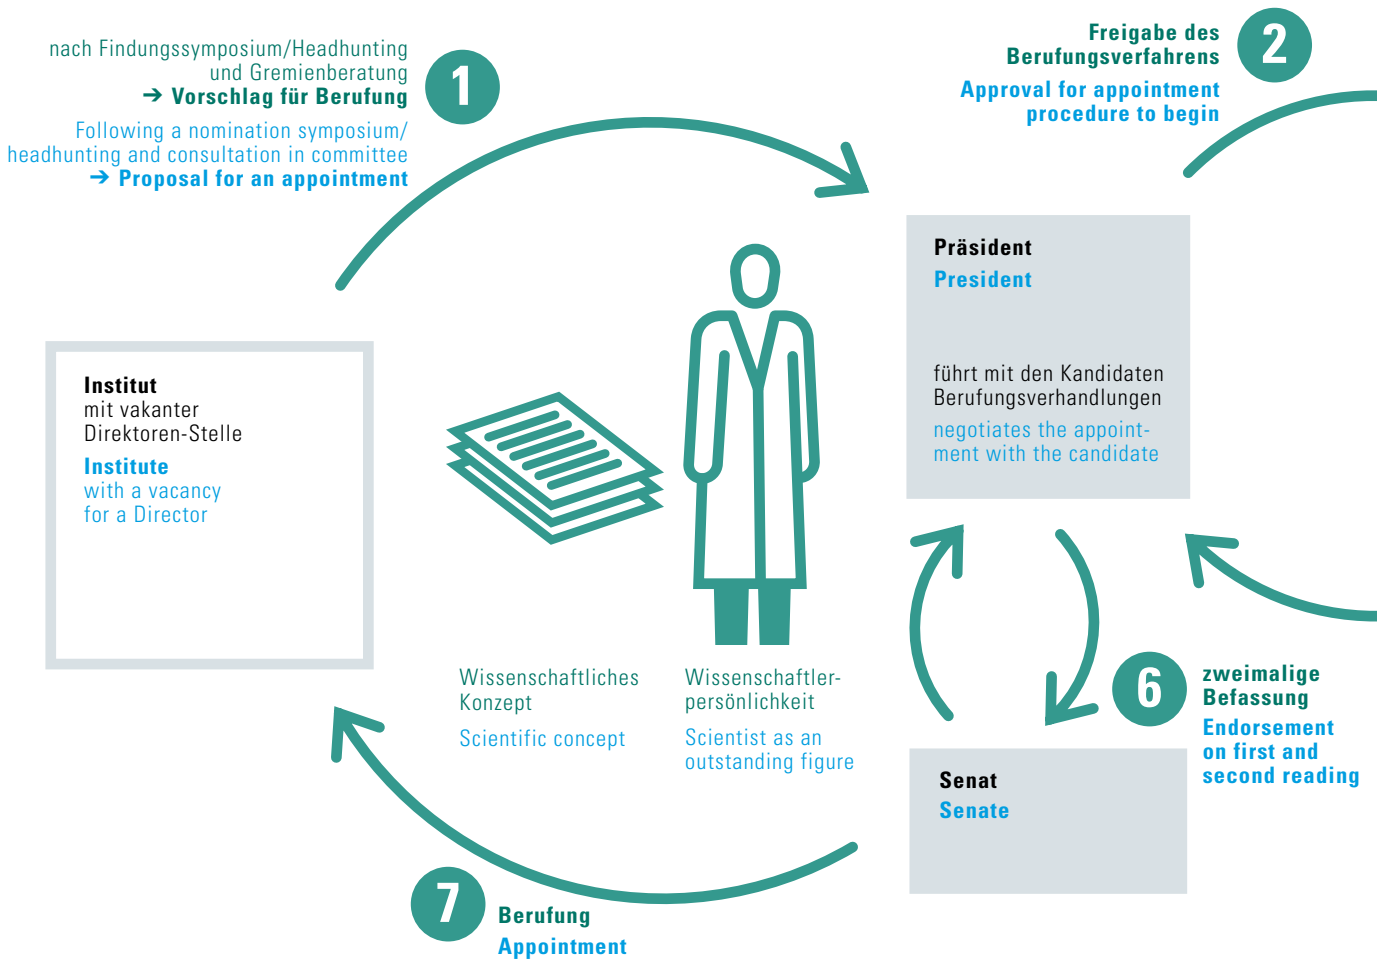 nach Findungssymposium/Headhunting
und Gremienberatung
➔ Vorschlag für Berufung
Following a nomination symposium/
headhunting and consultation in committee
➔ Proposal for an appointment
1
Freigabe des
Berufungsverfahrens
Approval for appointment
procedure to begin
2
Präsident
President
führt mit den Kandidaten
Berufungsverhandlungen
negotiates the appoint-
ment with the candidate
Institut
mit vakanter
Direktoren-Stelle
Institute
with a vacancy
for a Director
Wissenschaftliches
Konzept
Scientific concept
Wissenschaftler-
persönlichkeit
Scientist as an
outstanding figure
6
zweimalige
Befassung
Endorsement
on first and
second reading
Senat
Senate
7
Berufung
Appointment